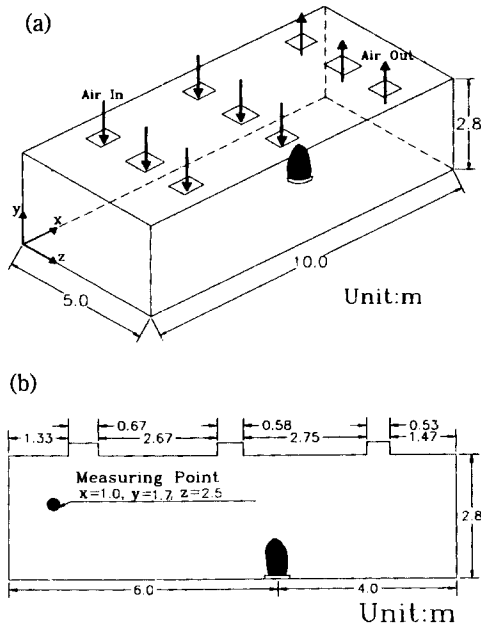 (a)
Air In
Air Out
2.8
y
x
z
5.0
10.0
Unit:m
(b)
0.67
0.58
0.53
1.33
2.67
2.75
1.47
Measuring Point
x=1.0, y=1.7, z=2.5
2.8
6.0
4.0
Unit:m